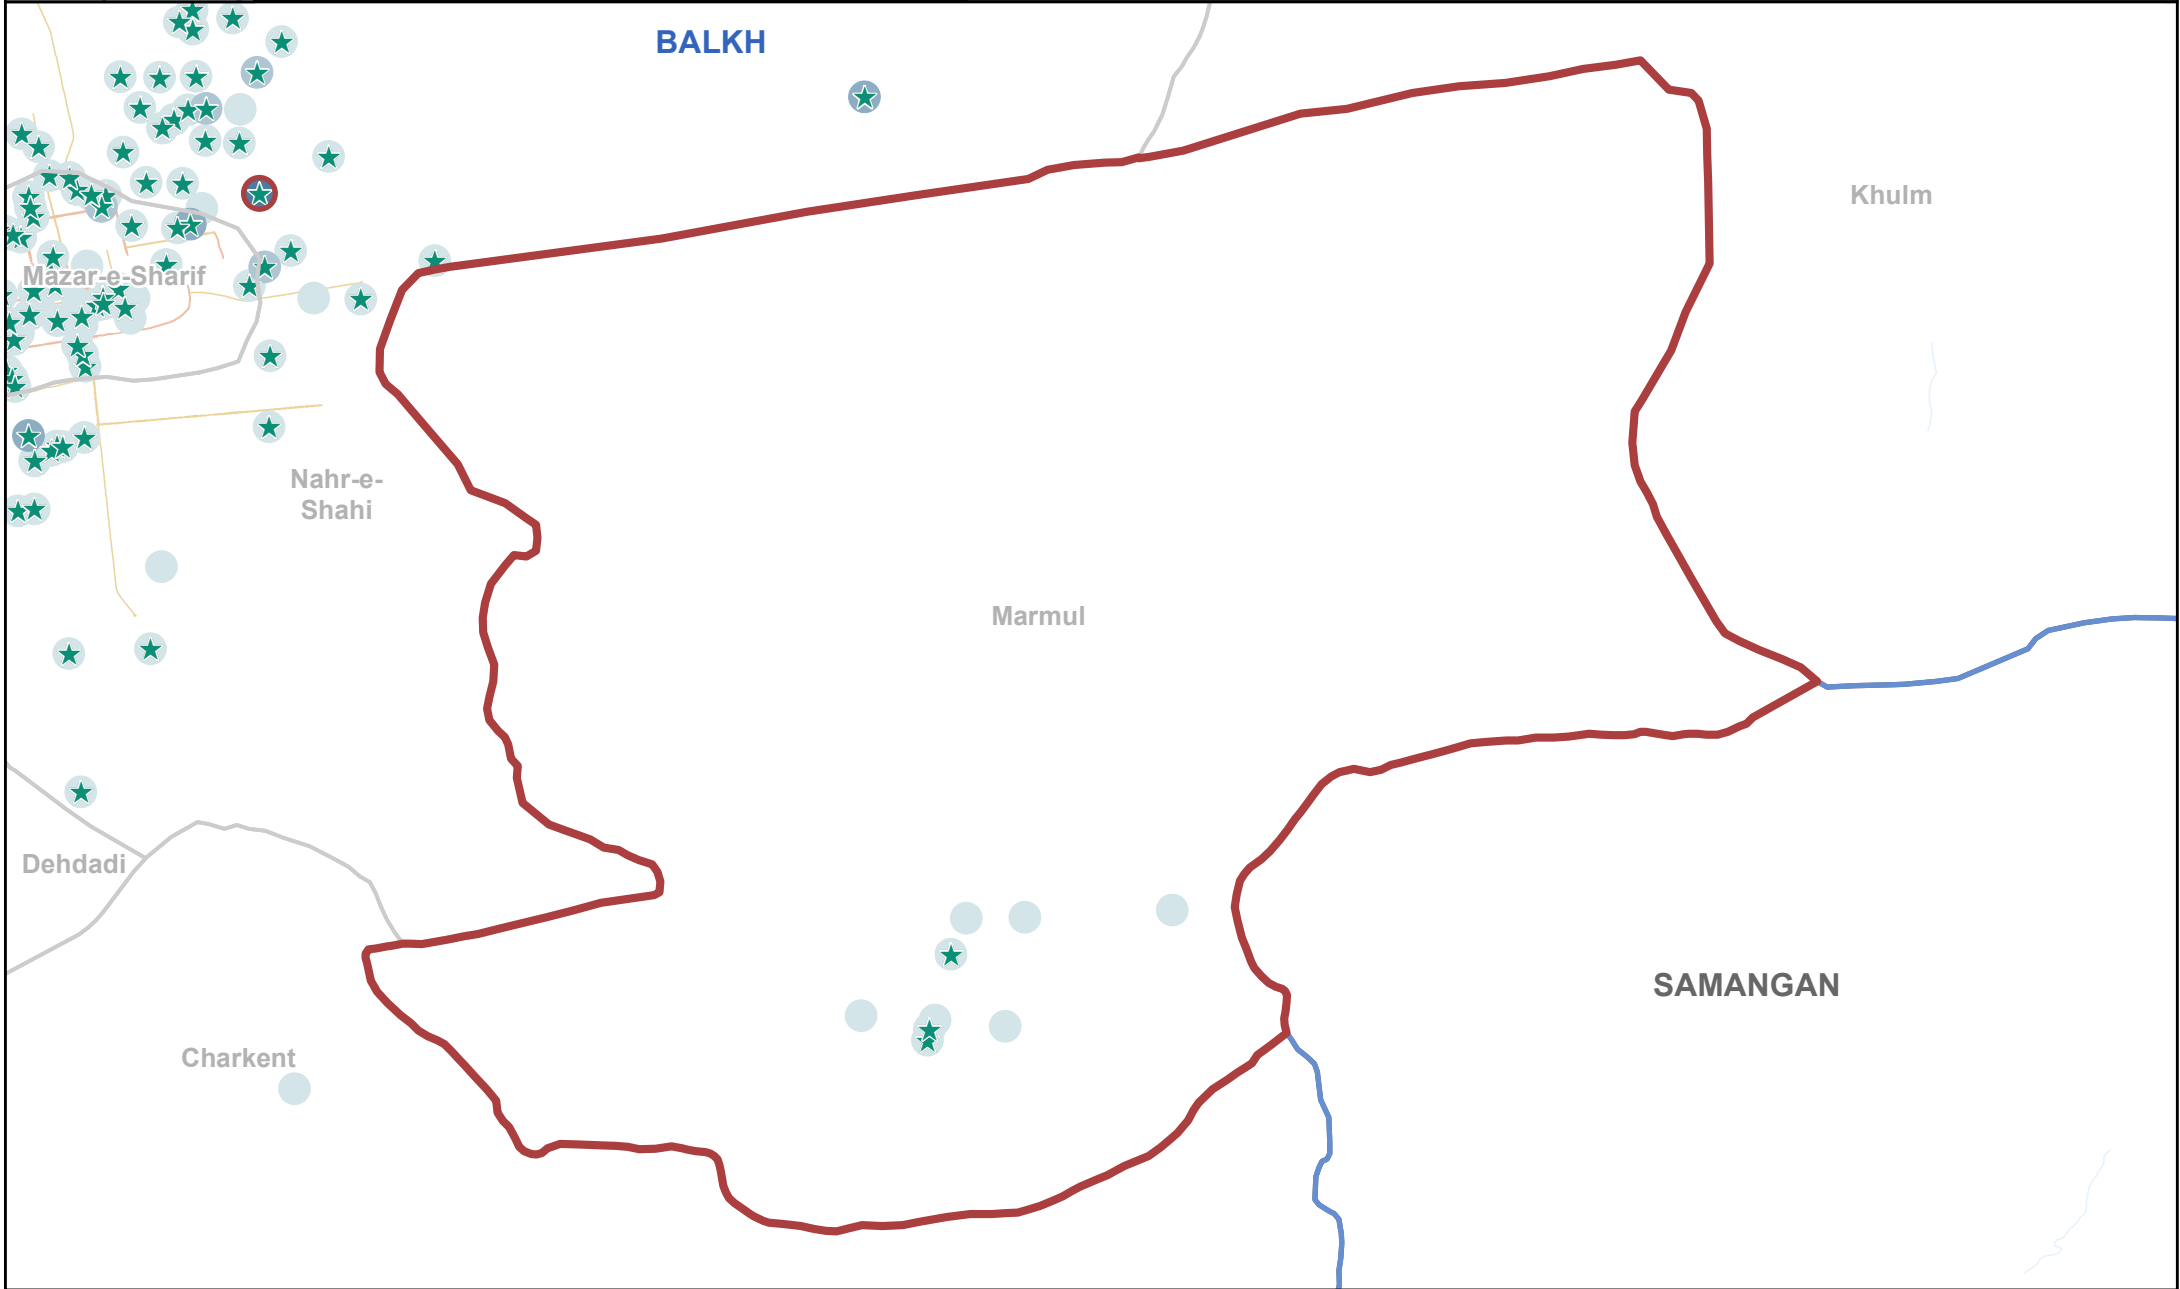 BALKH
Khulm
Mazar-e-Sharif
Nahr-e-
Shahi
Marmul
Dehdadi
SAMANGAN
Charkent